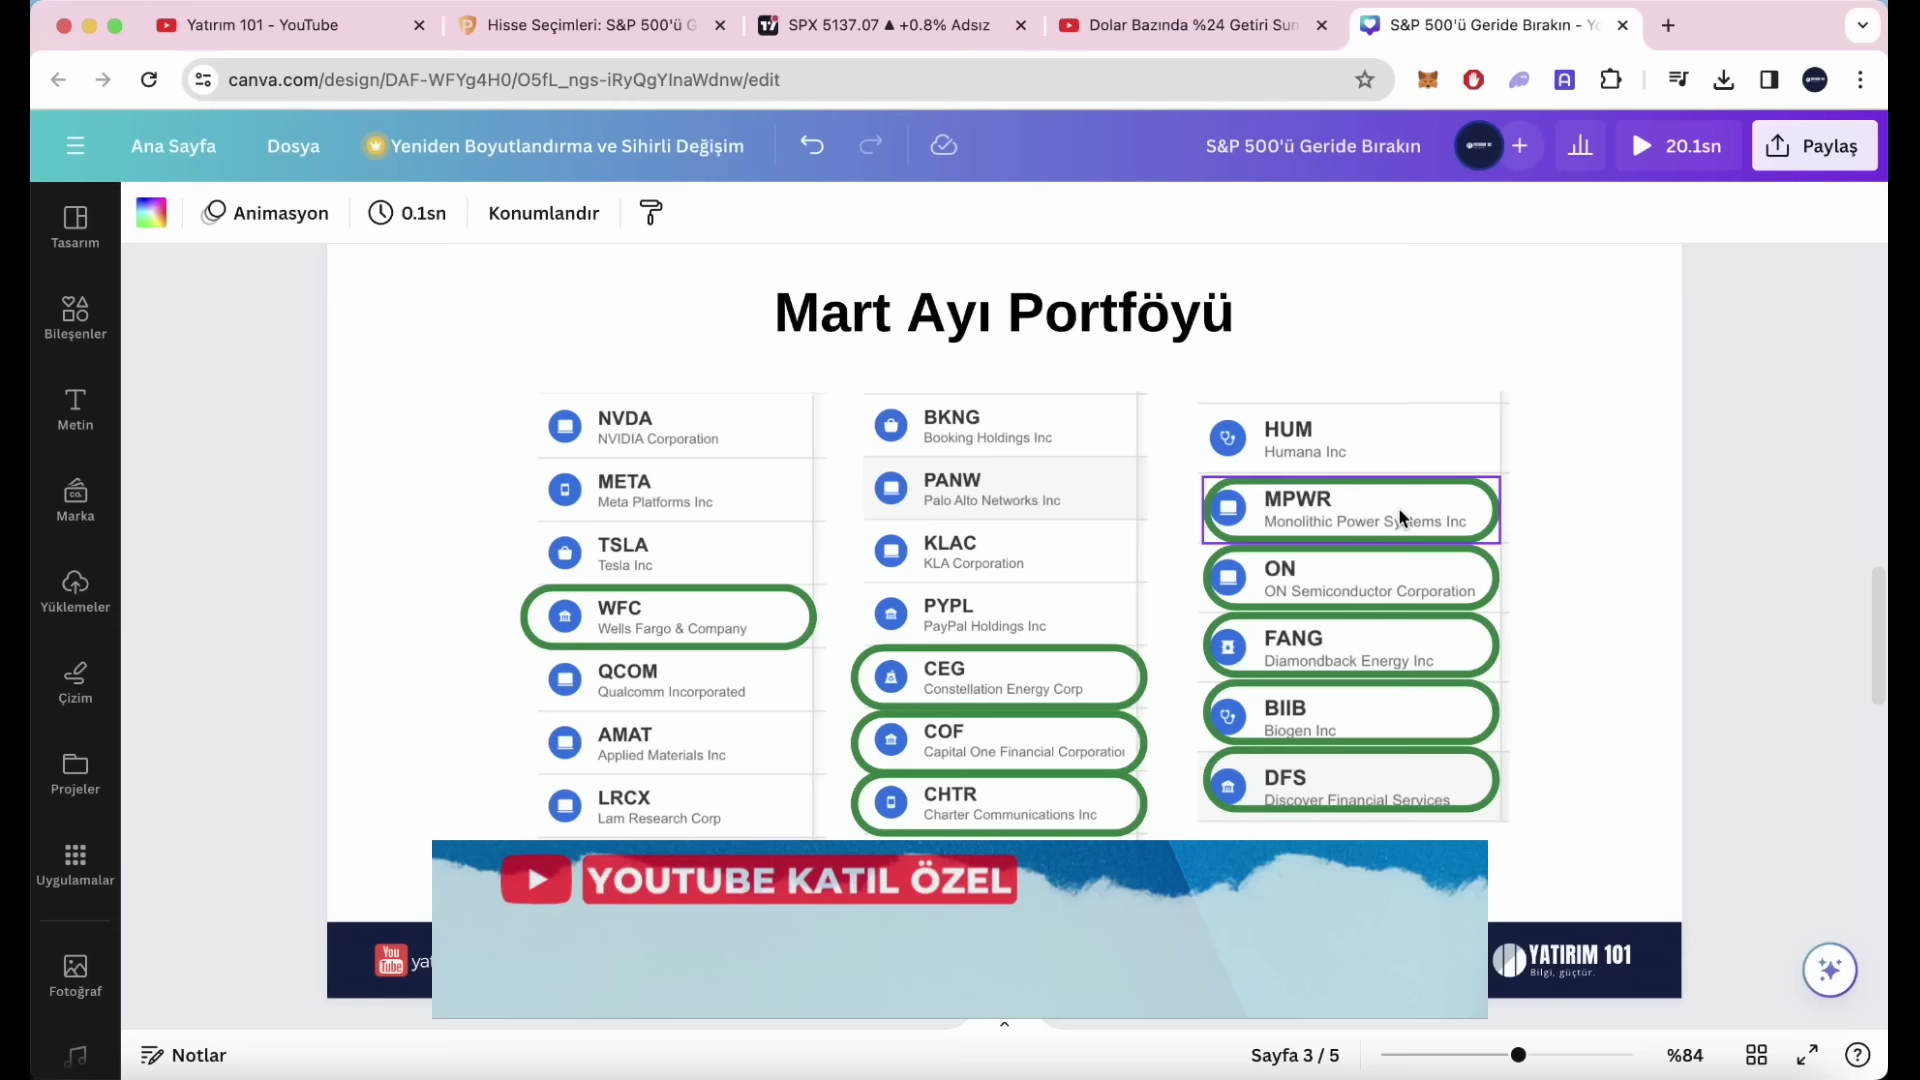 Yatırım 101 - YouTube
Hisse Seçimleri: S&P 500'ü G
SPX 5137.07 ▲ +0.8% Adsız
Dolar Bazında %24 Getiri Sun
S&P 500'ü Geride Bırakın - Yo
canva.com/design/DAF-WFYg4H0/O5fL_ngs-iRyQgYlnaWdnw/edit
Ana Sayfa
Dosya
Yeniden Boyutlandırma ve Sihirli Değişim
S&P 500'ü Geride Bırakın
20.1sn
Paylaş
Animasyon
0.1sn
Konumlandır
Tasarım
Bileşenler
Metin
CO.
Marka
Yüklemeler
Çizim
Projeler
Uygulamalar
Fotoğraf
Mart Ayı Portföyü
NVDA
NVIDIA Corporation
META
Meta Platforms Inc
TSLA
Tesla Inc
WFC
Wells Fargo & Company
QCOM
Qualcomm Incorporated
AMAT
Applied Materials Inc
LRCX
Lam Research Corp
BKNG
Booking Holdings Inc
PANW
Palo Alto Networks Inc
KLAC
KLA Corporation
PYPL
PayPal Holdings Inc
CEG
Constellation Energy Corp
COF
Capital One Financial Corporation
CHTR
Charter Communications Inc
HUM
Humana Inc
MPWR
Monolithic Power Systems Inc
ON
ON Semiconductor Corporation
FANG
Diamondback Energy Inc
BIIB
Biogen Inc
DFS
Discover Financial Services
YOUTUBE KATIL ÖZEL
You
Tube
yat
YATIRIM 101
Bilgi, güçtür.
Notlar
Sayfa 3 / 5
%84